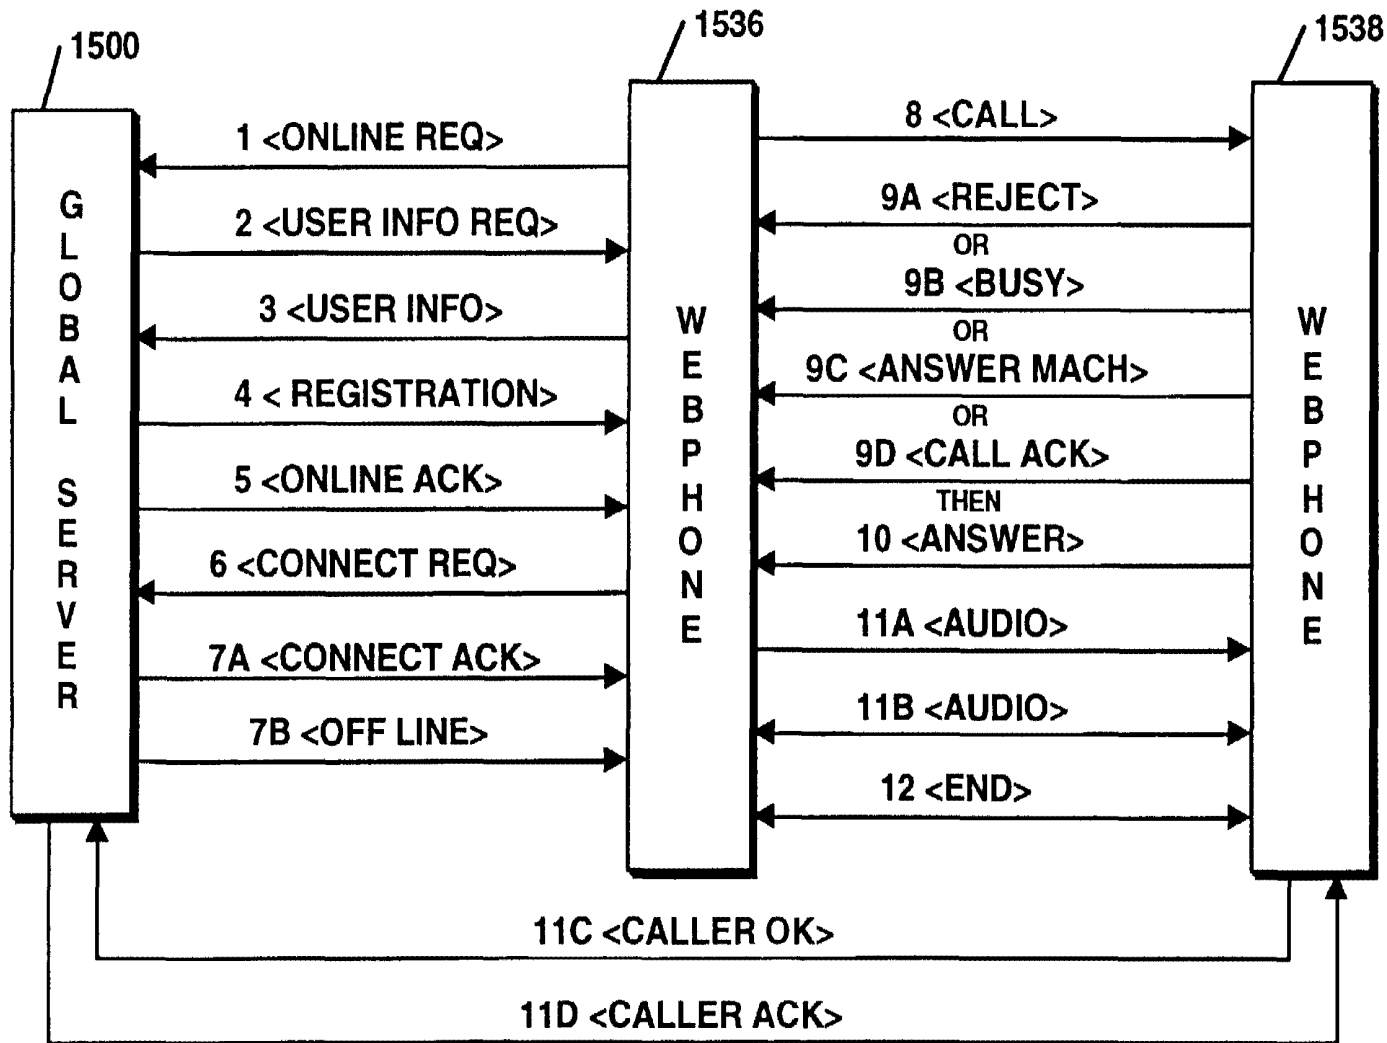 1500
1536
1538
GLOBAL SERVER
1 <ONLINE REQ>
2 <USER INFO REQ>
3 <USER INFO>
4 < REGISTRATION>
5 <ONLINE ACK>
6 <CONNECT REQ>
7A <CONNECT ACK>
7B <OFF LINE>
WEBPHONE
8 <CALL>
9A <REJECT>
OR
9B <BUSY>
OR
9C <ANSWER MACH>
OR
9D <CALL ACK>
THEN
10 <ANSWER>
11A <AUDIO>
11B <AUDIO>
12 <END>
WEBPHONE
11C <CALLER OK>
11D <CALLER ACK>